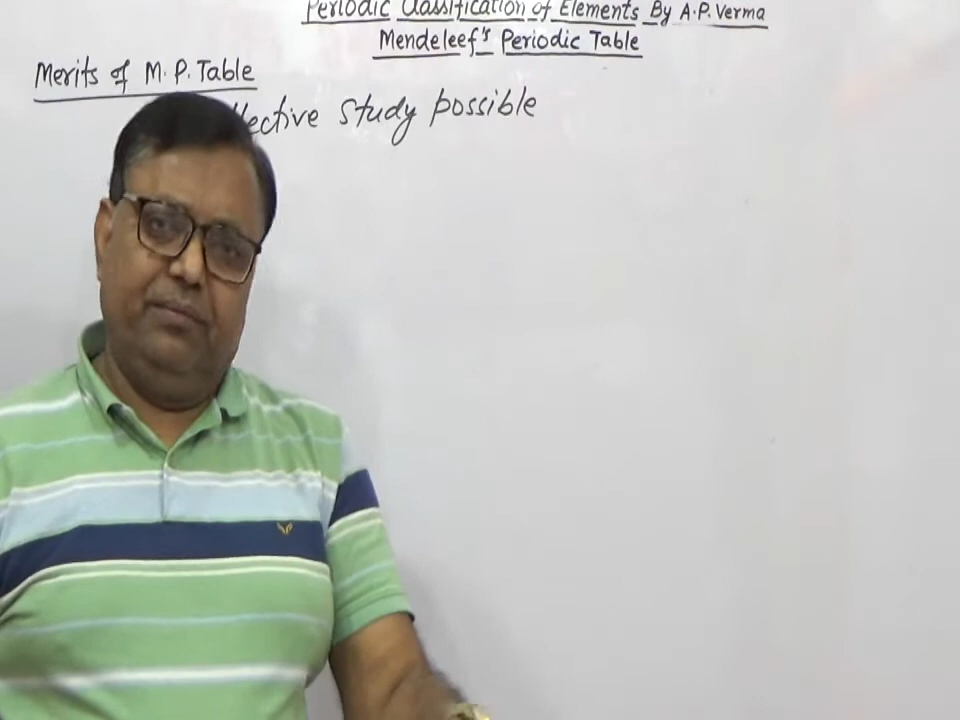 Periodic Classification of Elements By A.P. Verma
Mendeleef's Periodic Table
Merits of M.P. Table
study possible